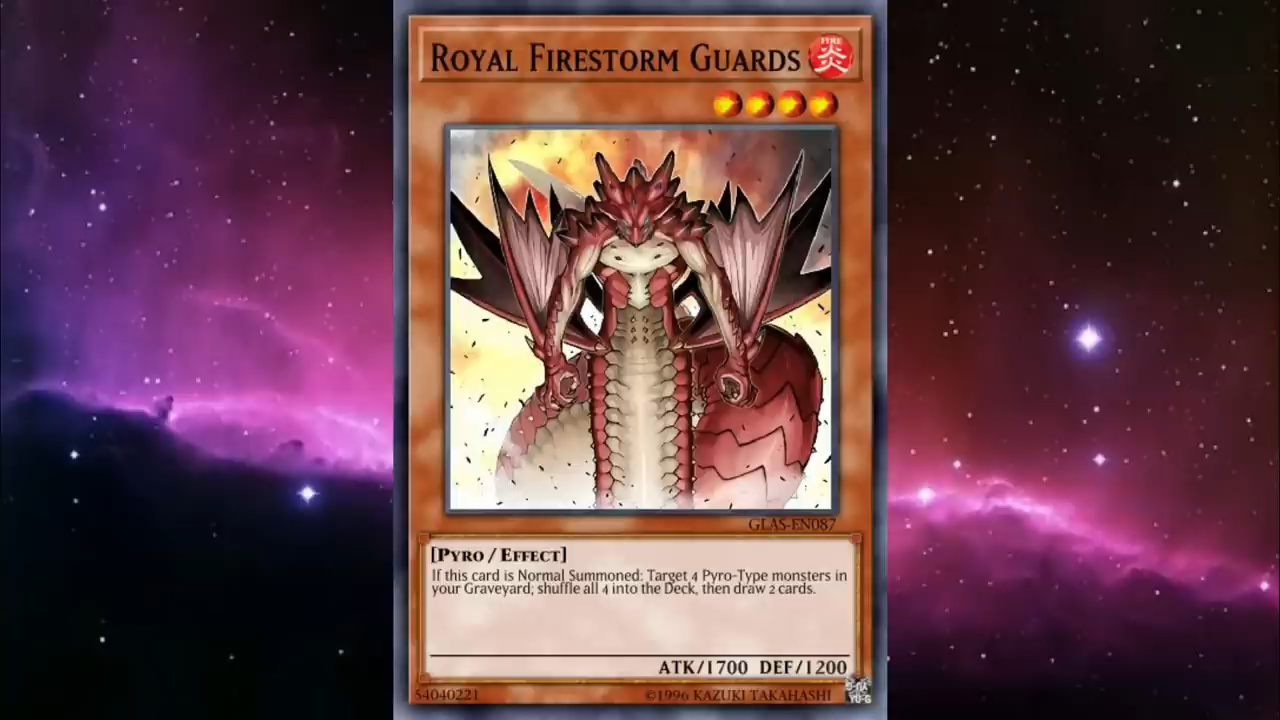 ROYAL FIRESTORM GUARDS
FIRE
炎
GLAS-EN087
[PYRO / EFFECT]
If this card is Normal Summoned: Target 4 Pyro-Type monsters in
your Graveyard; shuffle all 4 into the Deck, then draw 2 cards.
ATK/1700 DEF/1200
54040221
©1996 KAZUKI TAKAHASHI